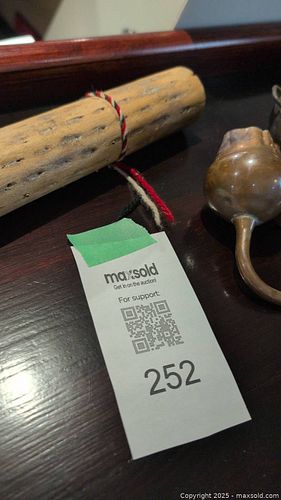 maxsold
Get in on the auction!
For support:
252
Copyright 2025 - maxsold.com